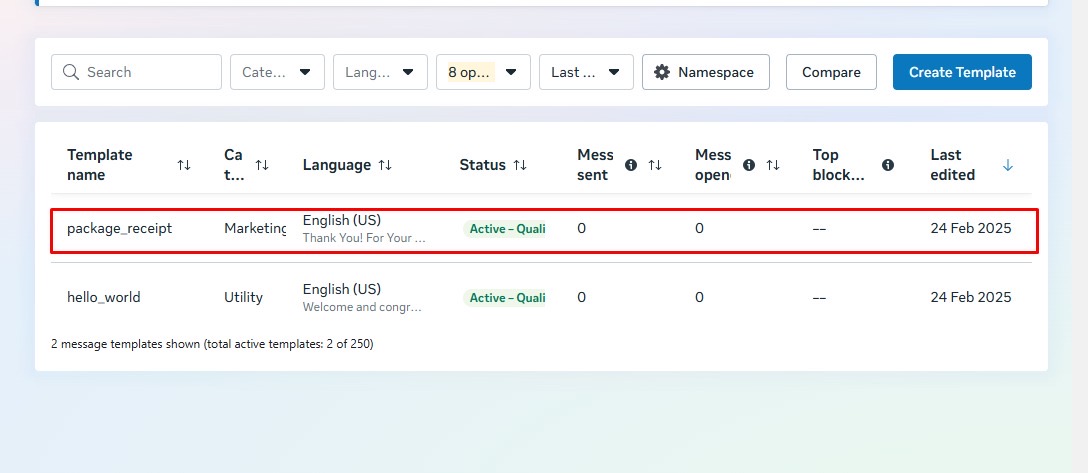 Search
Cate...
Lang...
8 op...
Last ...
Namespace
Compare
Create Template
Template name
Ca t...
Language
Status
Mess sent
Mess open
Top block...
Last edited
package_receipt
Marketing
English (US)
Thank You! For Your ...
Active – Quali
0
0
--
24 Feb 2025
hello_world
Utility
English (US)
Welcome and congr...
Active – Quali
0
0
--
24 Feb 2025
2 message templates shown (total active templates: 2 of 250)